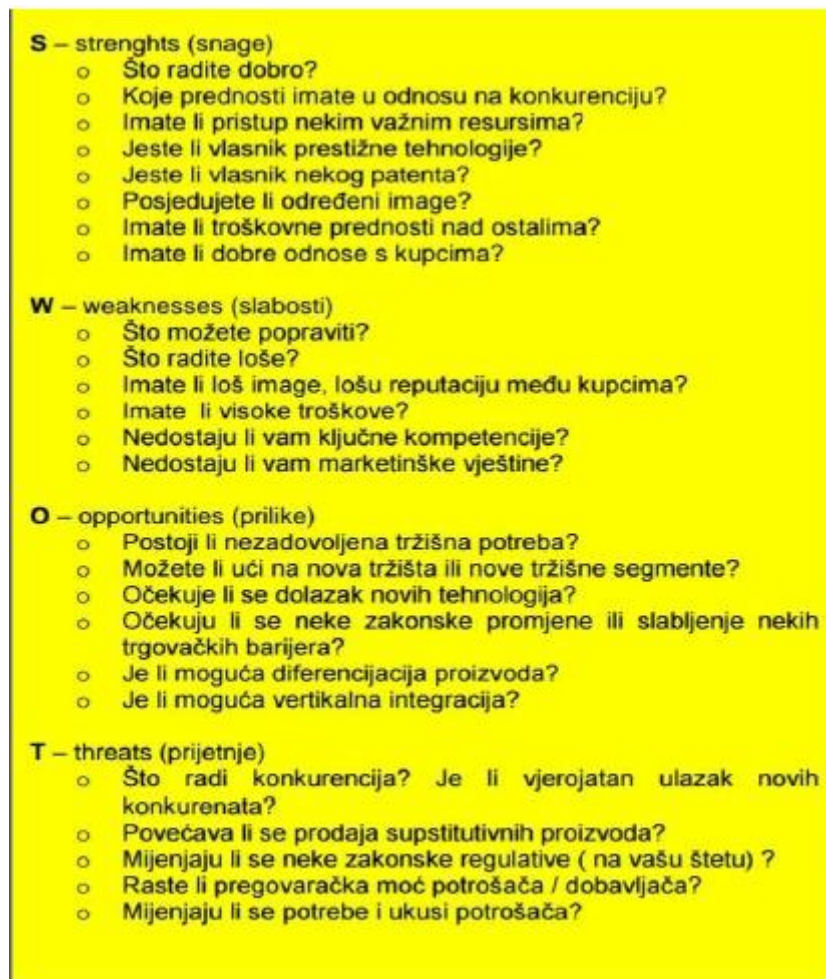 S – strenghts (snage)
o Što radite dobro?
o Koje prednosti imate u odnosu na konkurenciju?
o Imate li pristup nekim važnim resursima?
o Jeste li vlasnik prestižne tehnologije?
o Jeste li vlasnik nekog patenta?
o Posjedujete li određeni image?
o Imate li troškovne prednosti nad ostalima?
o Imate li dobre odnose s kupcima?
W – weaknesses (slabosti)
o Što možete popraviti?
o Što radite loše?
o Imate li loš image, lošu reputaciju među kupcima?
o Imate li visoke troškove?
o Nedostaju li vam ključne kompetencije?
o Nedostaju li vam marketinške vještine?
O – opportunities (prilike)
o Postoji li nezadovoljena tržišna potreba?
o Možete li ući na nova tržišta ili nove tržišne segmente?
o Očekuje li se dolazak novih tehnologija?
o Očekuju li se neke zakonske promjene ili slabljenje nekih
trgovačkih barijera?
o Je li moguća diferencijacija proizvoda?
o Je li moguća vertikalna integracija?
T – threats (prijetnje)
o Što radi konkurencija? Je li vjerojatan ulazak novih
konkurenata?
o Povećava li se prodaja supstitutivnih proizvoda?
o Mijenjaju li se neke zakonske regulative ( na vašu štetu) ?
o Raste li pregovaračka moć potrošača / dobavljača?
o Mijenjaju li se potrebe i ukusi potrošača?